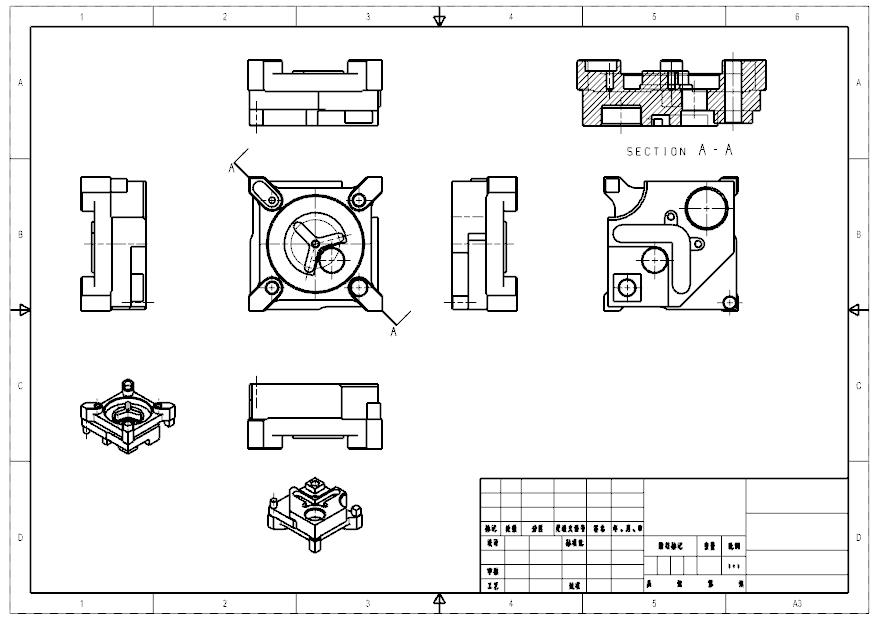 1 2 3 4 5 6
A A
A
SECTION A - A
B B
A
C C
D D
标记 处数 分区 更改文件号 签名 年、月、日
设计 标准化
阶段标记 重量 比例
审核
工艺 批准
共 张 第 张
1 2 3 4 5 A3